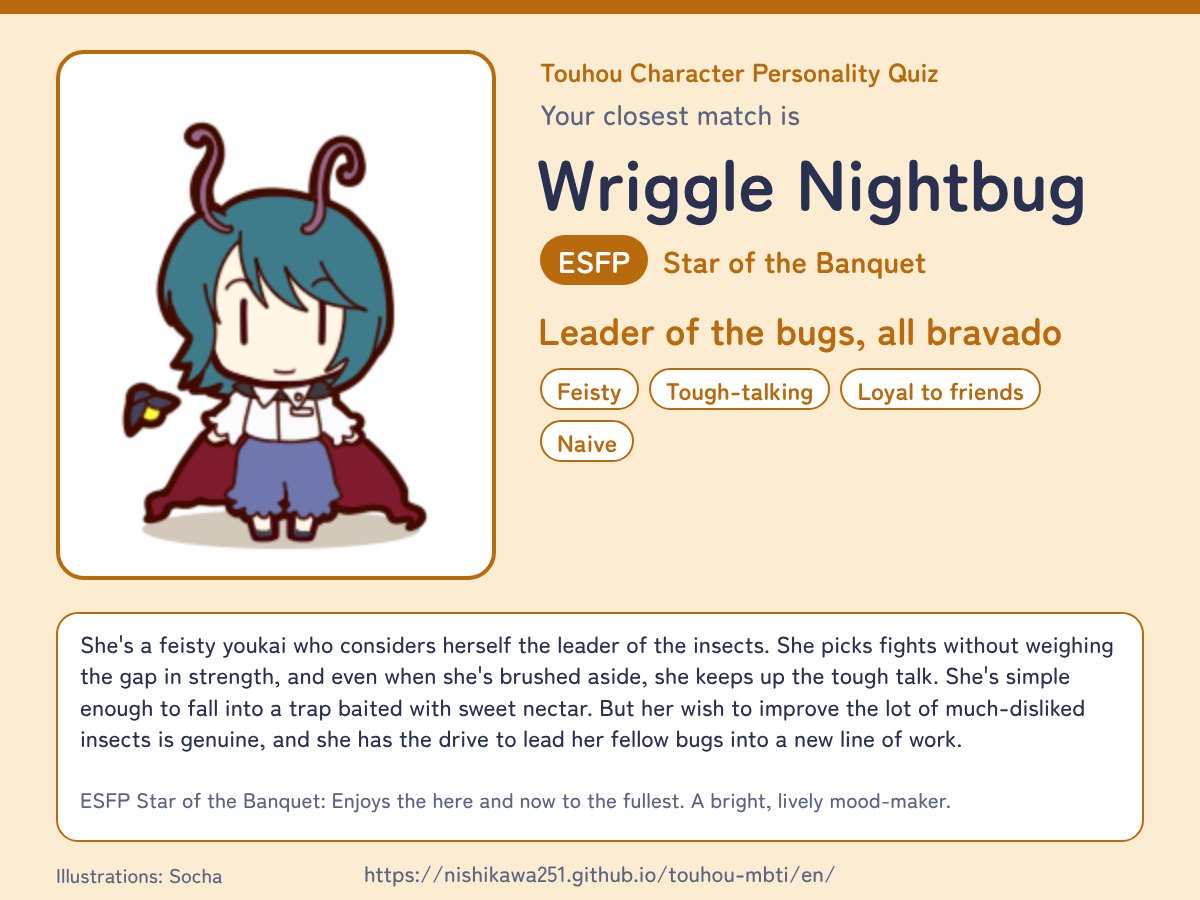 Touhou Character Personality Quiz
Your closest match is
Wriggle Nightbug
ESFP Star of the Banquet
Leader of the bugs, all bravado
Feisty Tough-talking Loyal to friends
Naive
She's a feisty youkai who considers herself the leader of the insects. She picks fights without weighing
the gap in strength, and even when she's brushed aside, she keeps up the tough talk. She's simple
enough to fall into a trap baited with sweet nectar. But her wish to improve the lot of much-disliked
insects is genuine, and she has the drive to lead her fellow bugs into a new line of work.
ESFP Star of the Banquet: Enjoys the here and now to the fullest. A bright, lively mood-maker.
Illustrations: Socha https://nishikawa251.github.io/touhou-mbti/en/